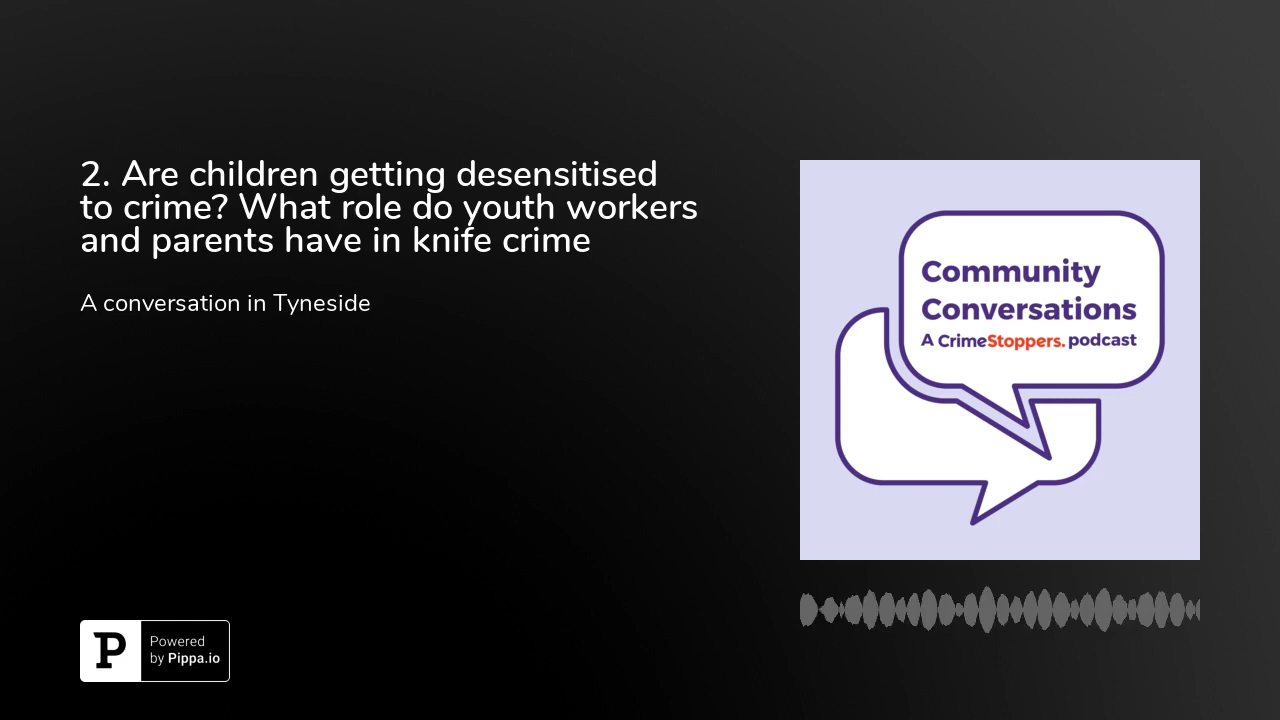 2. Are children getting desensitised
to crime? What role do youth workers
and parents have in knife crime
A conversation in Tyneside
Community
Conversations
A CrimeStoppers. podcast
P
Powered
by Pippa.io